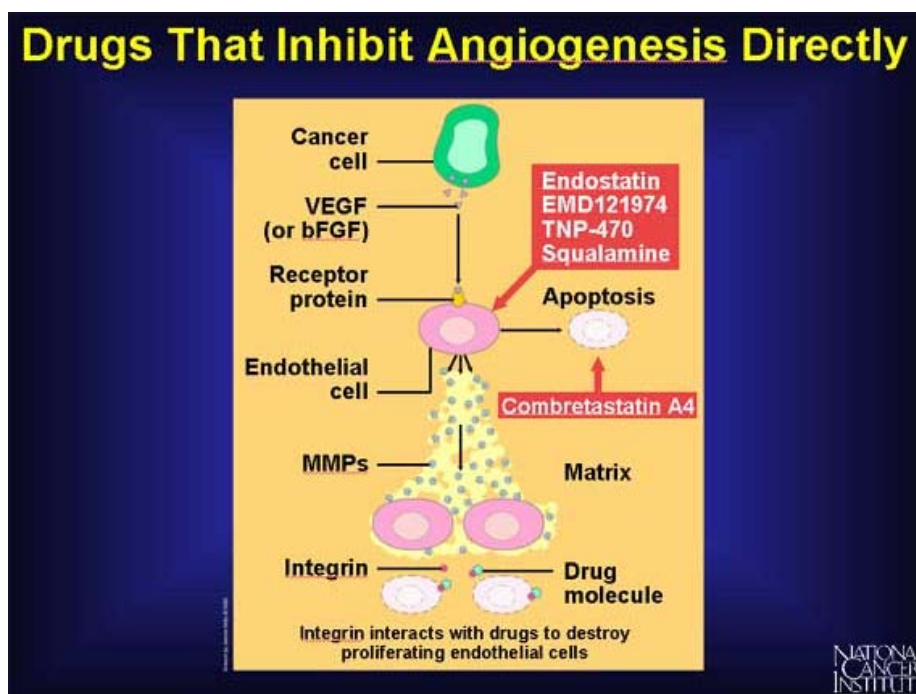 Drugs That Inhibit Angiogenesis Directly
Cancer
cell
VEGF
(or bFGF)
Receptor
protein
Endothelial
cell
MMPs
Integrin
Endostatin
EMD121974
TNP-470
Squalamine
Apoptosis
Combretastatin A4
Matrix
Drug
molecule
Integrin interacts with drugs to destroy
proliferating endothelial cells
NATIONAL
CANCER
INSTITUTE